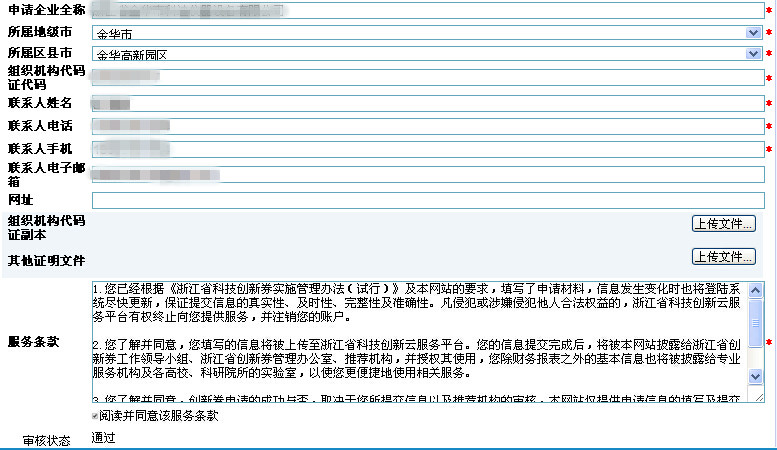 申请企业全称
所属地级市 金华市
所属区县市 金华高新园区
组织机构代码
证代码
联系人姓名
联系人电话
联系人手机
联系人电子邮
箱
网址
组织机构代码
证副本
上传文件...
其他证明文件 上传文件...
服务条款
1. 您已经根据《浙江省科技创新券实施管理办法（试行）》及本网站的要求，填写了申请材料，信息发生变化时也将登陆系
统尽快更新，保证提交信息的真实性、及时性、完整性及准确性。凡侵犯或涉嫌侵犯他人合法权益的，浙江省科技创新云服
务平台有权终止向您提供服务，并注销您的账户。
2. 您了解并同意，您填写的信息将被上传至浙江省科技创新云服务平台。您的信息提交完成后，将被本网站披露给浙江省创
新券工作领导小组、浙江省创新券管理办公室、推荐机构，并授权其使用，您除财务报表之外的基本信息也将被披露给专业
服务机构及各高校、科研院所的实验室，以使您更便捷地使用相关服务。
3. 您了解并同意，创新券申请的成功与否，取决于您所提交信息以及推荐机构的审核，本网站仅提供申请信息的填写及提交
阅读并同意该服务条款
审核状态 通过